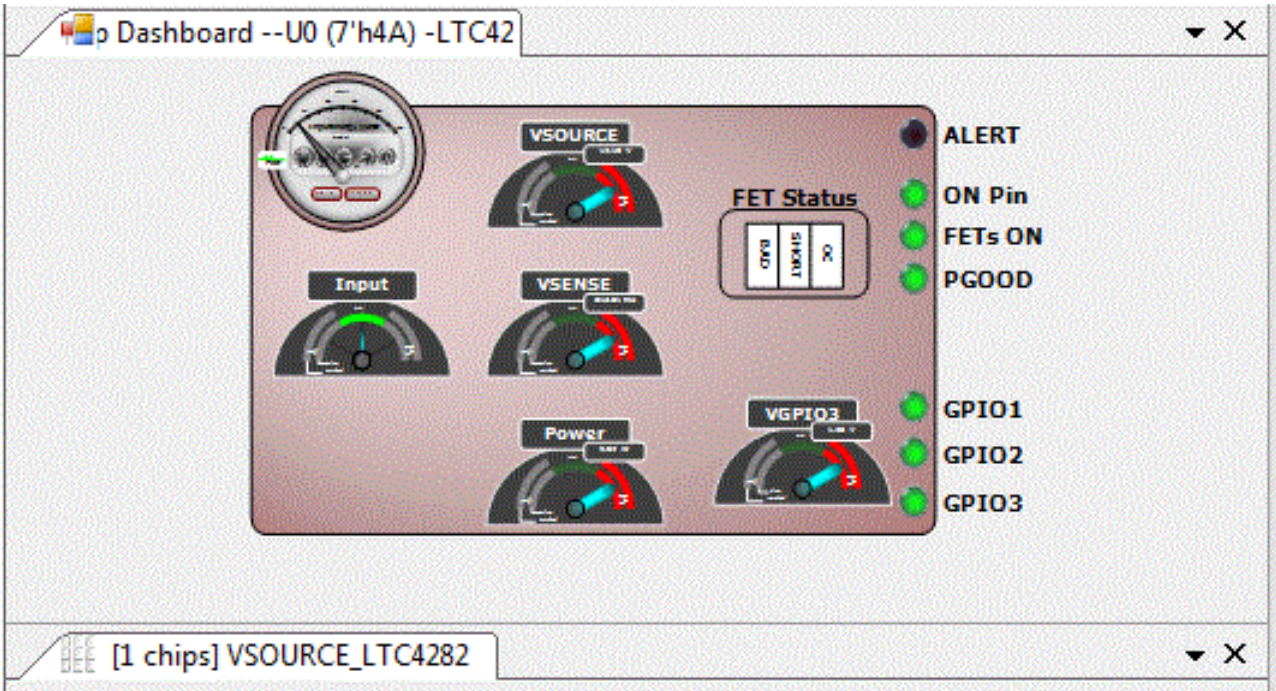 p Dashboard --U0 (7'h4A) -LTC42
VSOURCE
ALERT
FET Status
ON Pin
FETs ON
BAD
SHORT
OC
PGOOD
Input
VSENSE
VGPIO3
GPIO1
Power
GPIO2
GPIO3
[1 chips] VSOURCE_LTC4282